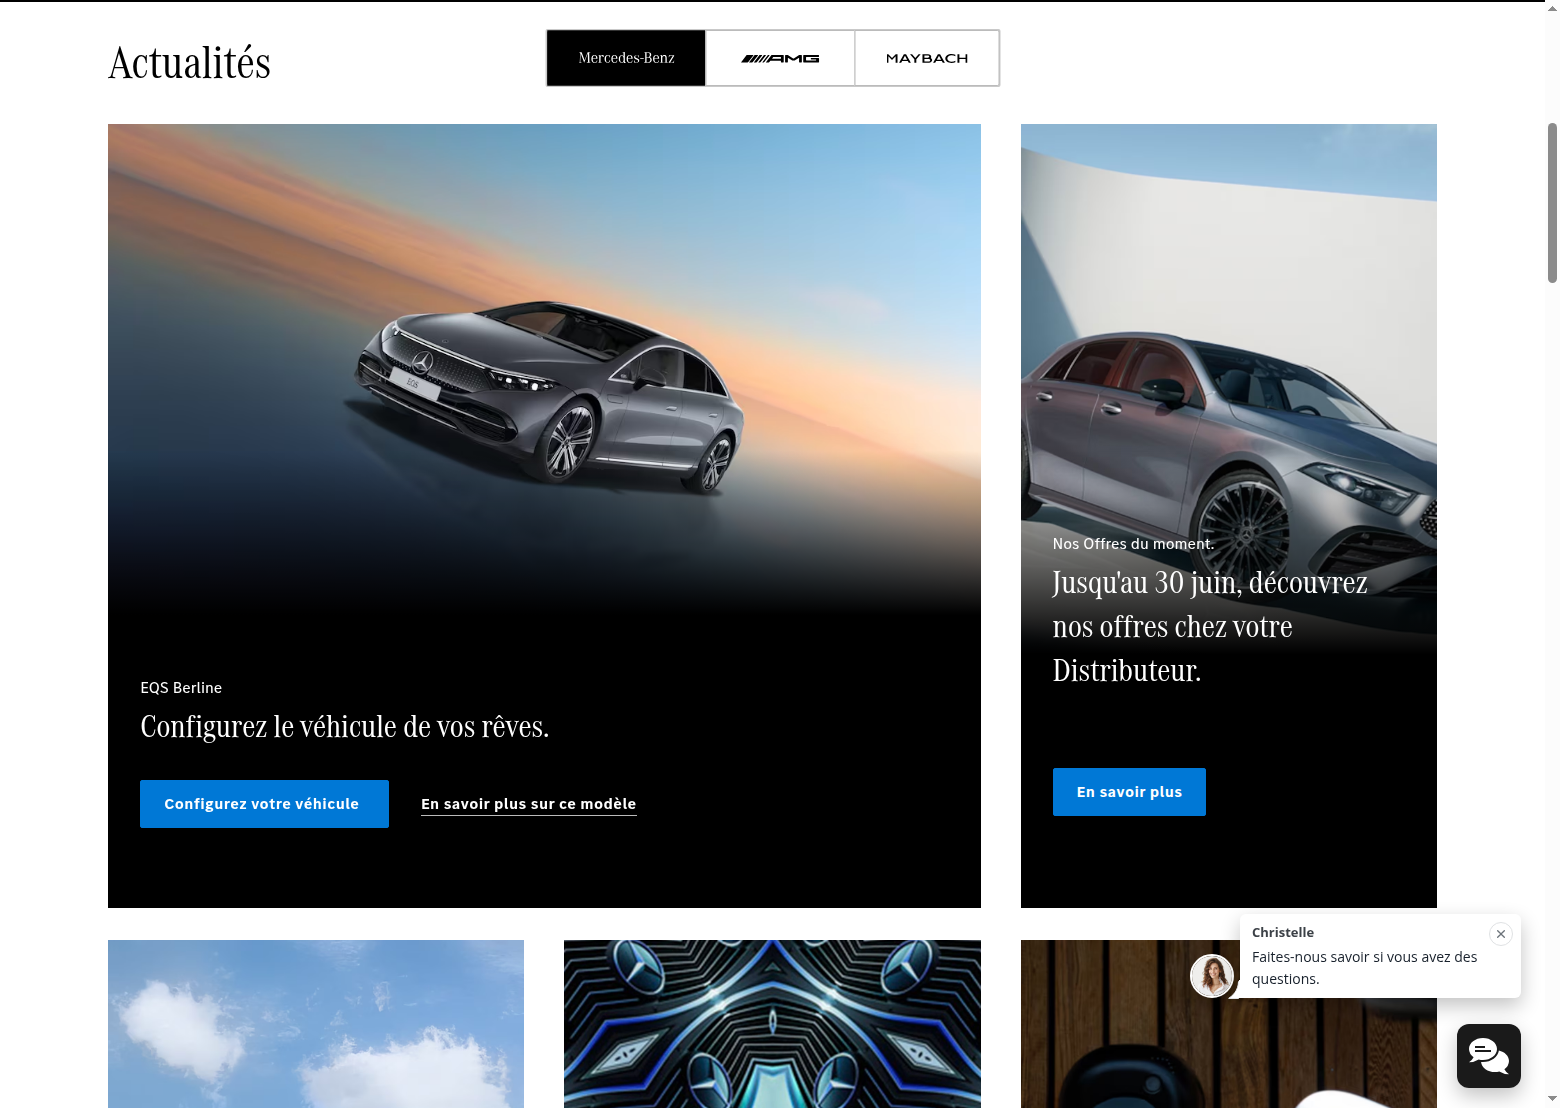 Actualités
Mercedes-Benz
AMG
MAYBACH
EQS
EQS Berline
Configurez le véhicule de vos rêves.
Configurez votre véhicule
En savoir plus sur ce modèle
Nos Offres du moment.
Jusqu'au 30 juin, découvrez
nos offres chez votre
Distributeur.
En savoir plus
Christelle
Faites-nous savoir si vous avez des
questions.